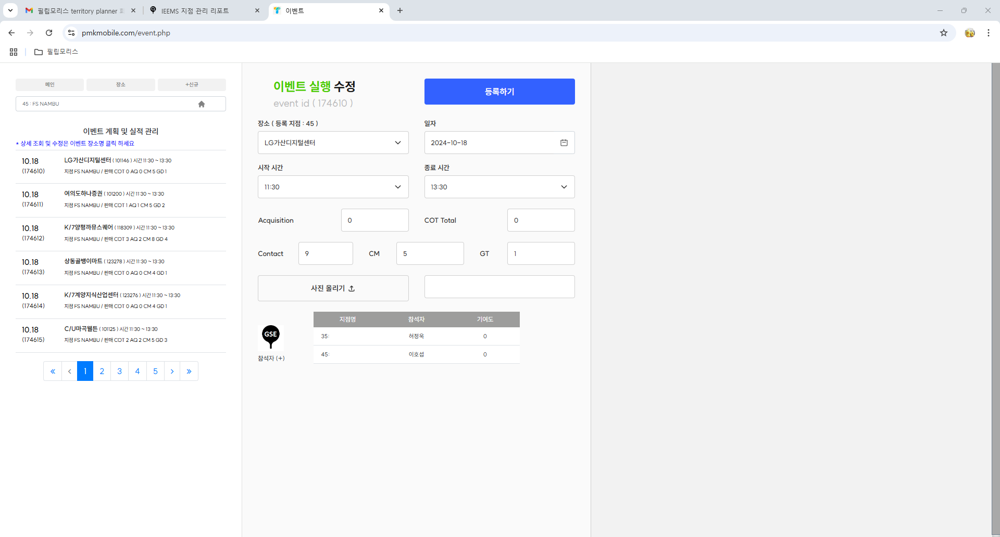 필립모리스 territory planner
IEEMS 지점 관리 리포트
이벤트
pmkmobile.com/event.php
필립모리스
메인
장소
+신규
45 : FS NAMBU
이벤트 계획 및 실적 관리
* 상세 조회 및 수정은 이벤트 장소명 클릭 하세요
10.18 LG가산디지털센터 ( 101146 ) 시간 11:30 ~ 13:30
(174610) 지점 FS NAMBU / 판매 COT 0 AQ 0 CM 5 GD 1
10.18 여의도하나증권 ( 101200 ) 시간 11:30 ~ 13:30
(174611) 지점 FS NAMBU / 판매 COT 1 AQ 1 CM 5 GD 2
10.18 K/7양평까뮤스퀘어 ( 118309 ) 시간 11:30 ~ 13:30
(174612) 지점 FS NAMBU / 판매 COT 3 AQ 2 CM 8 GD 4
10.18 상동골뱅이마트 ( 123278 ) 시간 11:30 ~ 13:30
(174613) 지점 FS NAMBU / 판매 COT 0 AQ 0 CM 4 GD 1
10.18 K/7계양지식산업센터 ( 123276 ) 시간 11:30 ~ 13:30
(174614) 지점 FS NAMBU / 판매 COT 0 AQ 0 CM 4 GD 1
10.18 C/U마곡웰튼 ( 101125 ) 시간 11:30 ~ 13:30
(174615) 지점 FS NAMBU / 판매 COT 2 AQ 2 CM 5 GD 3
« ‹ 1 2 3 4 5 › »
이벤트 실행 수정
event id ( 174610 )
등록하기
장소 ( 등록 지점 : 45 )
일자
LG가산디지털센터
2024-10-18
시작 시간
종료 시간
11:30
13:30
Acquisition 0 COT Total 0
Contact 9 CM 5 GT 1
사진 올리기
GSE
참석자 (+)
지점명 참석자 기여도
35: 허정욱 0
45: 이호섭 0